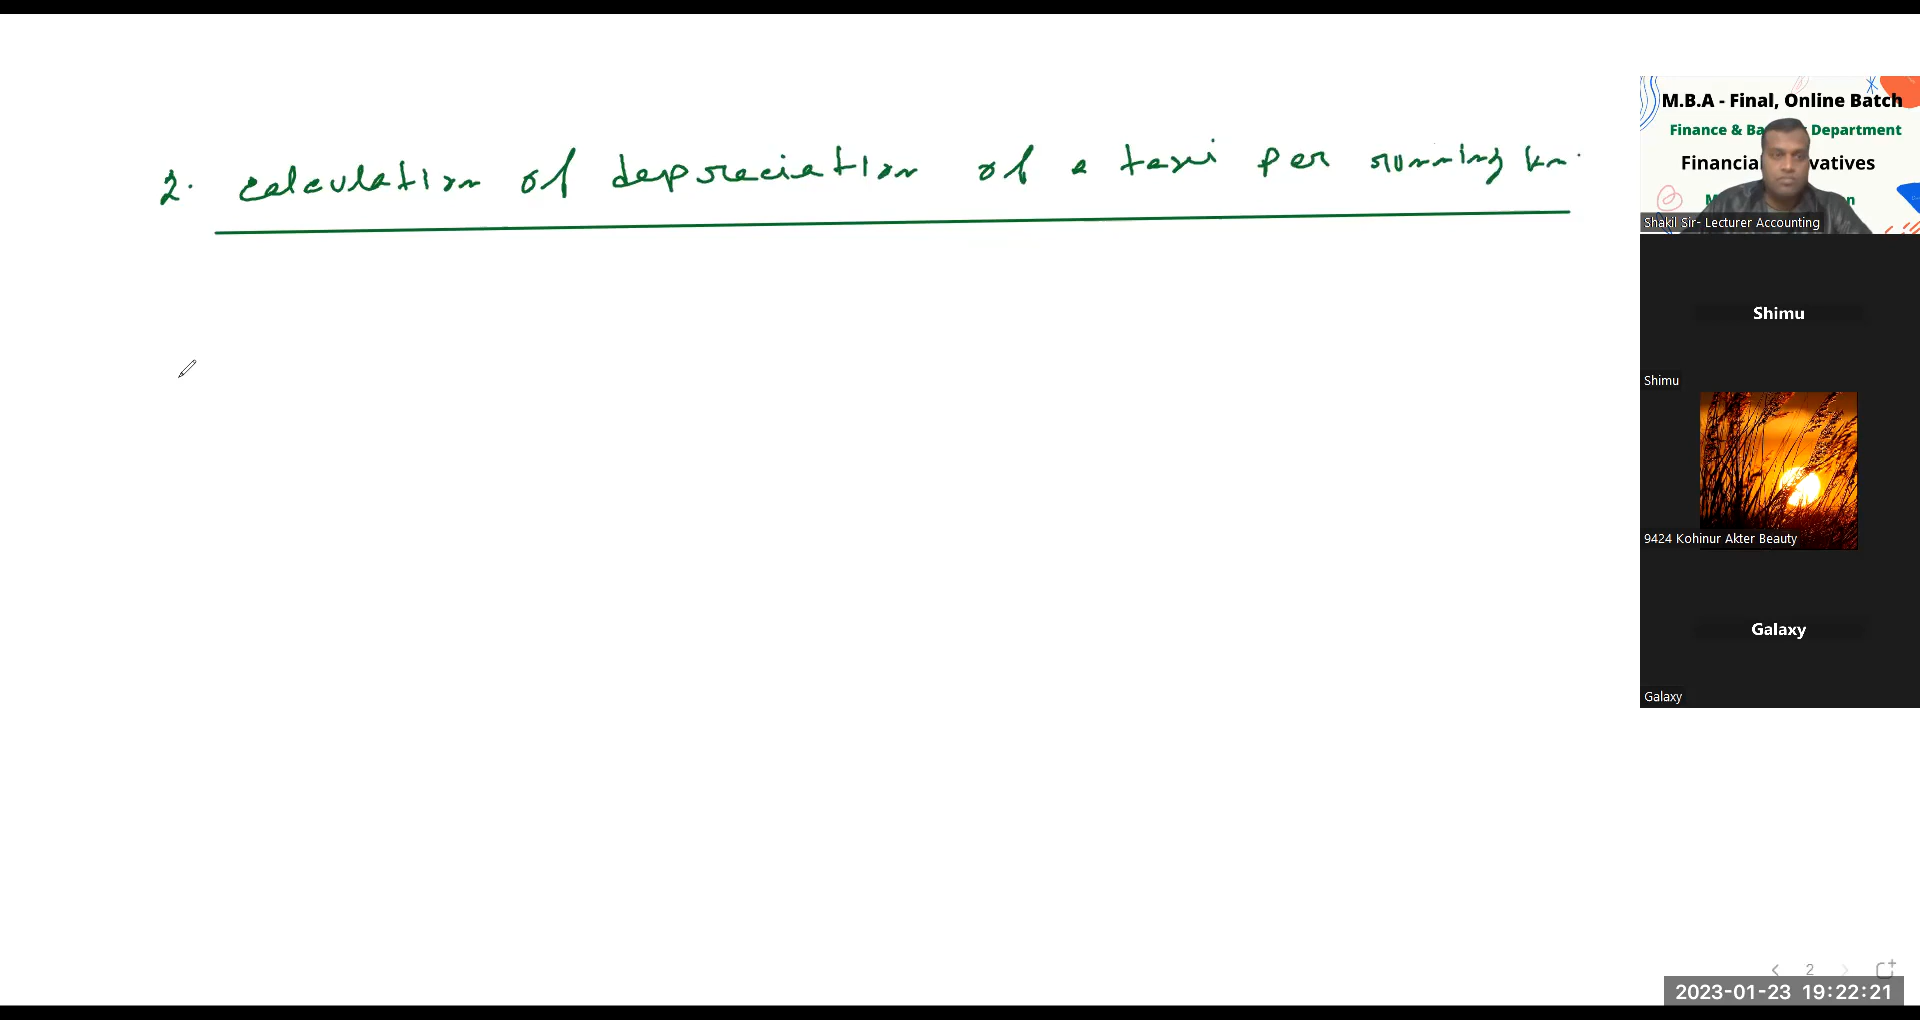 2. Calculation of depreciation of a taxi per running km.
M.B.A - Final, Online Batch
Finance & Ba Department
Financial vatives
M n
Shakil Sir- Lecturer Accounting
Shimu
Shimu
9424 Kohinur Akter Beauty
Galaxy
Galaxy
2
2023-01-23 19:22:21